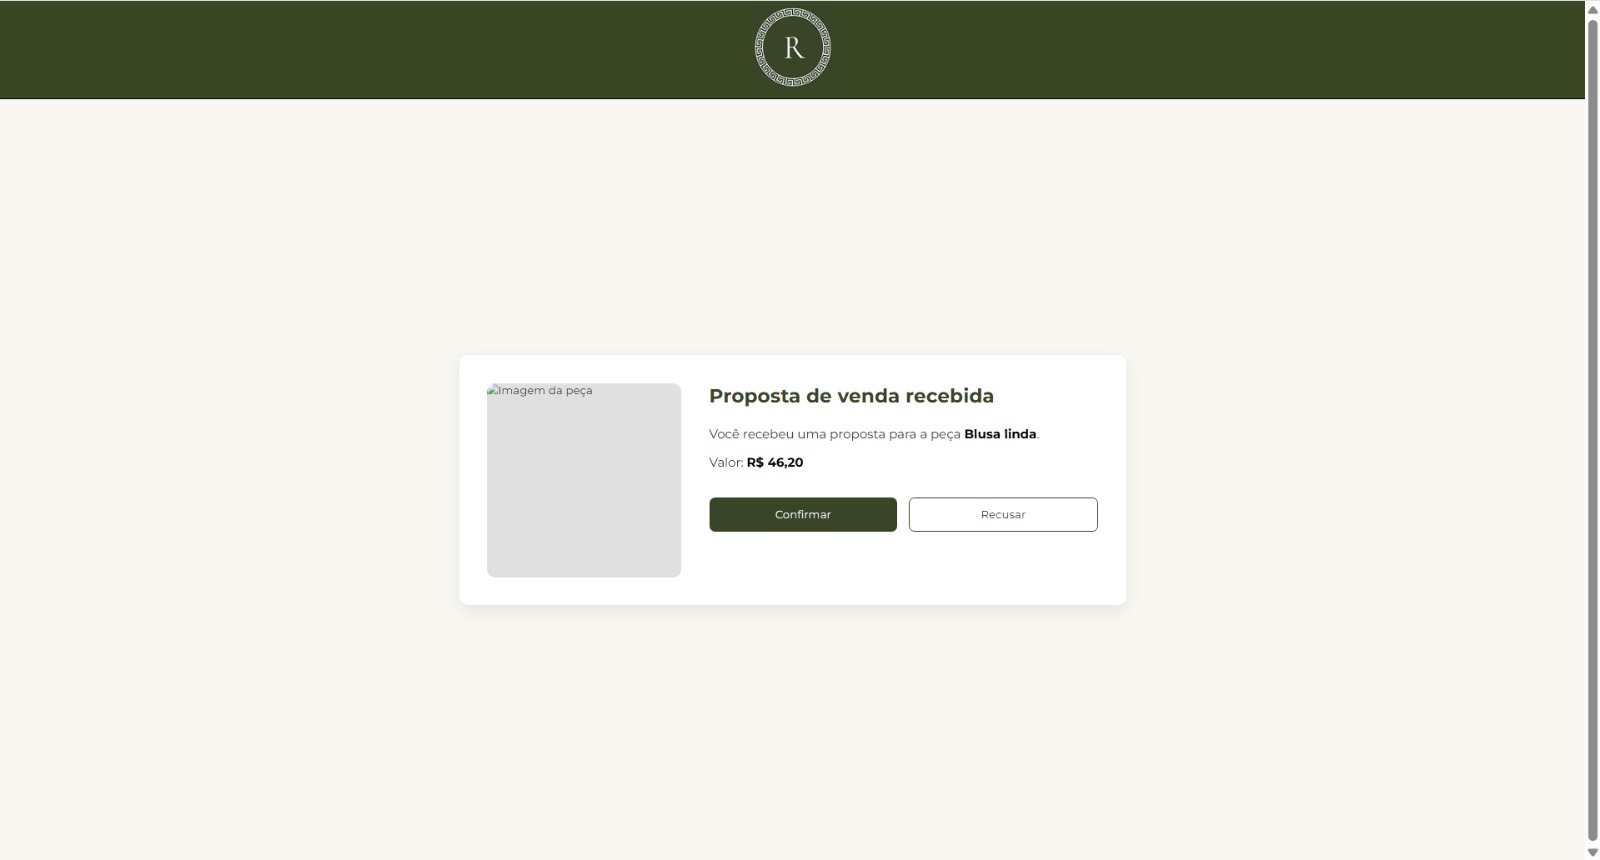 R
Imagem da peça
Proposta de venda recebida
Você recebeu uma proposta para a peça Blusa linda.
Valor: R$ 46,20
Confirmar
Recusar